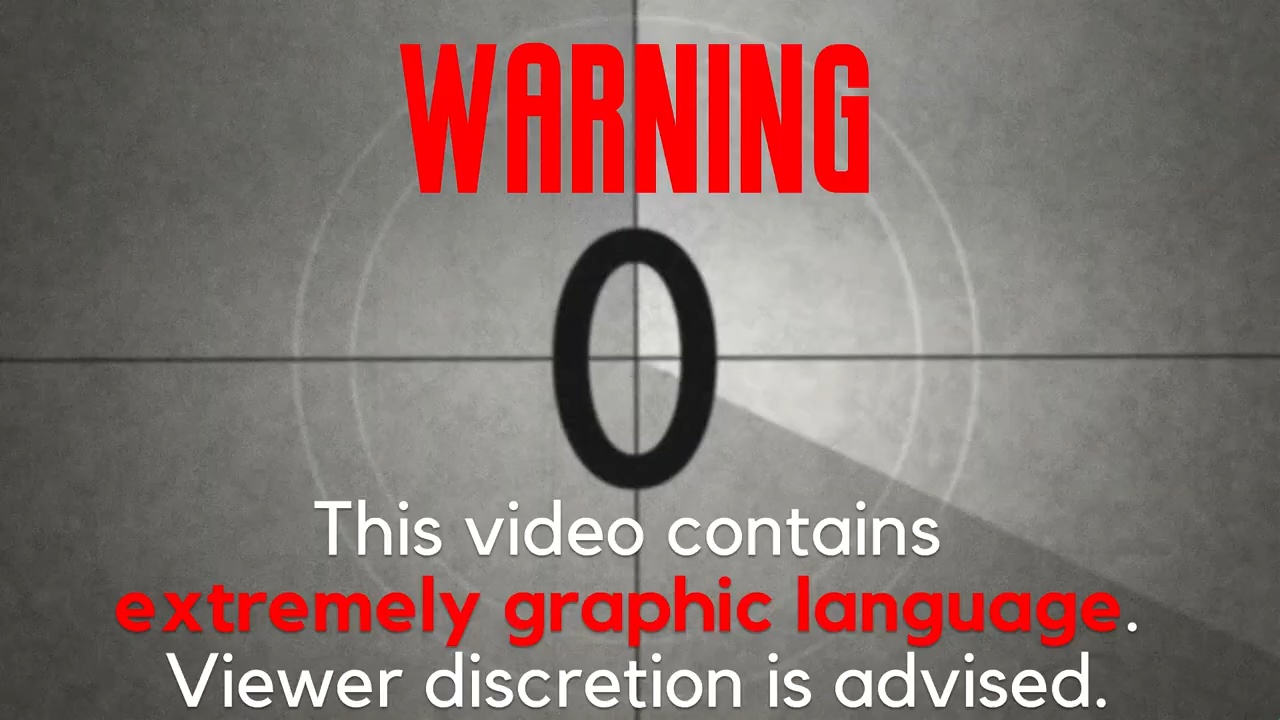 WARNING
0
This video contains
extremely graphic language.
Viewer discretion is advised.